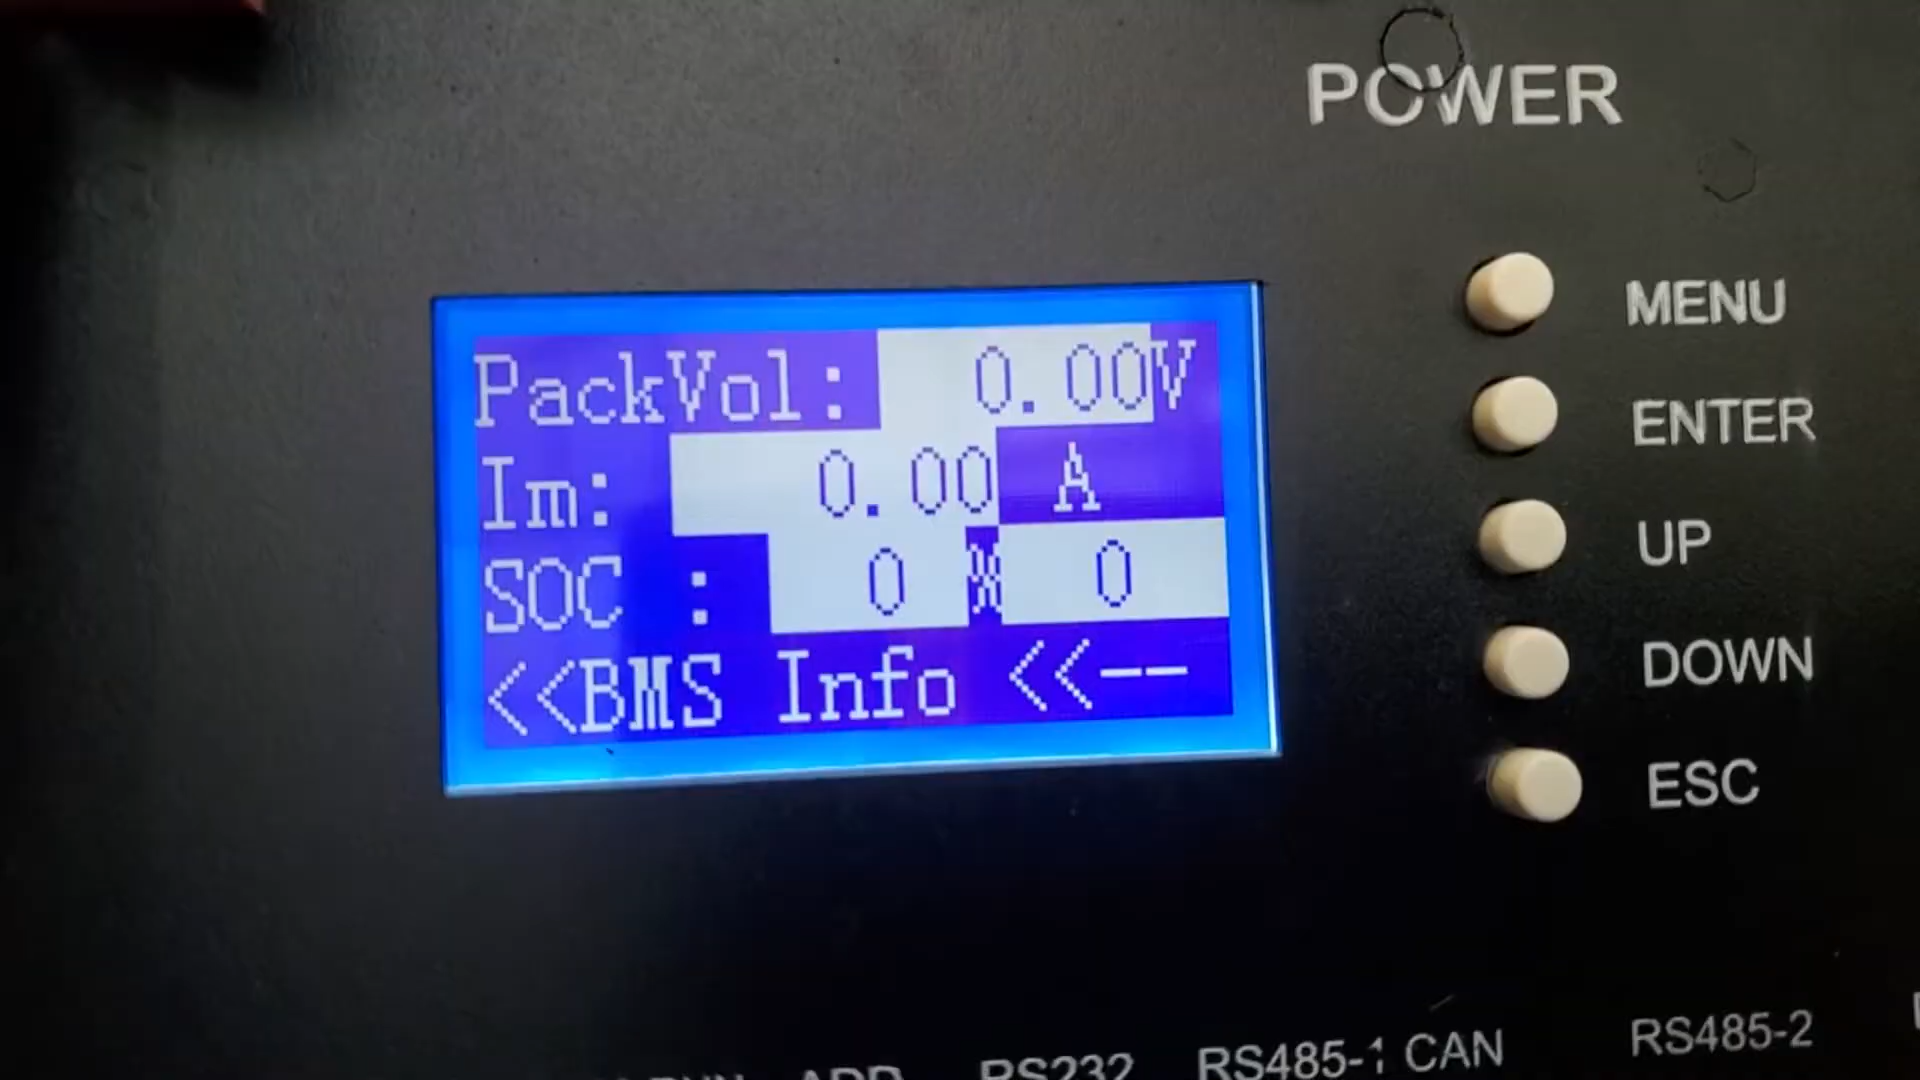 POWER
PackVol: 0.00V
Im: 0.00 A
SOC : 0 % 0
<<BMS Info <<--
MENU
ENTER
UP
DOWN
ESC
ADD RS232 RS485-1 CAN RS485-2